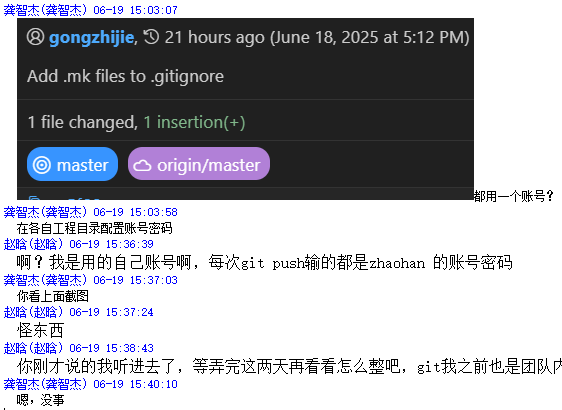 龚智杰(龚智杰) 06-19 15:03:07
gongzhijie, 21 hours ago (June 18, 2025 at 5:12 PM)
Add .mk files to .gitignore
1 file changed, 1 insertion(+)
master origin/master
都用一个账号?
龚智杰(龚智杰) 06-19 15:03:58
在各自工程目录配置账号密码
赵晗(赵晗) 06-19 15:36:39
啊？我是用的自己账号啊，每次git push输的都是zhaohan 的账号密码
龚智杰(龚智杰) 06-19 15:37:03
你看上面截图
赵晗(赵晗) 06-19 15:37:24
怪东西
赵晗(赵晗) 06-19 15:38:43
你刚才说的我听进去了，等弄完这两天再看看怎么整吧，git我之前也是团队
龚智杰(龚智杰) 06-19 15:40:10
嗯，没事